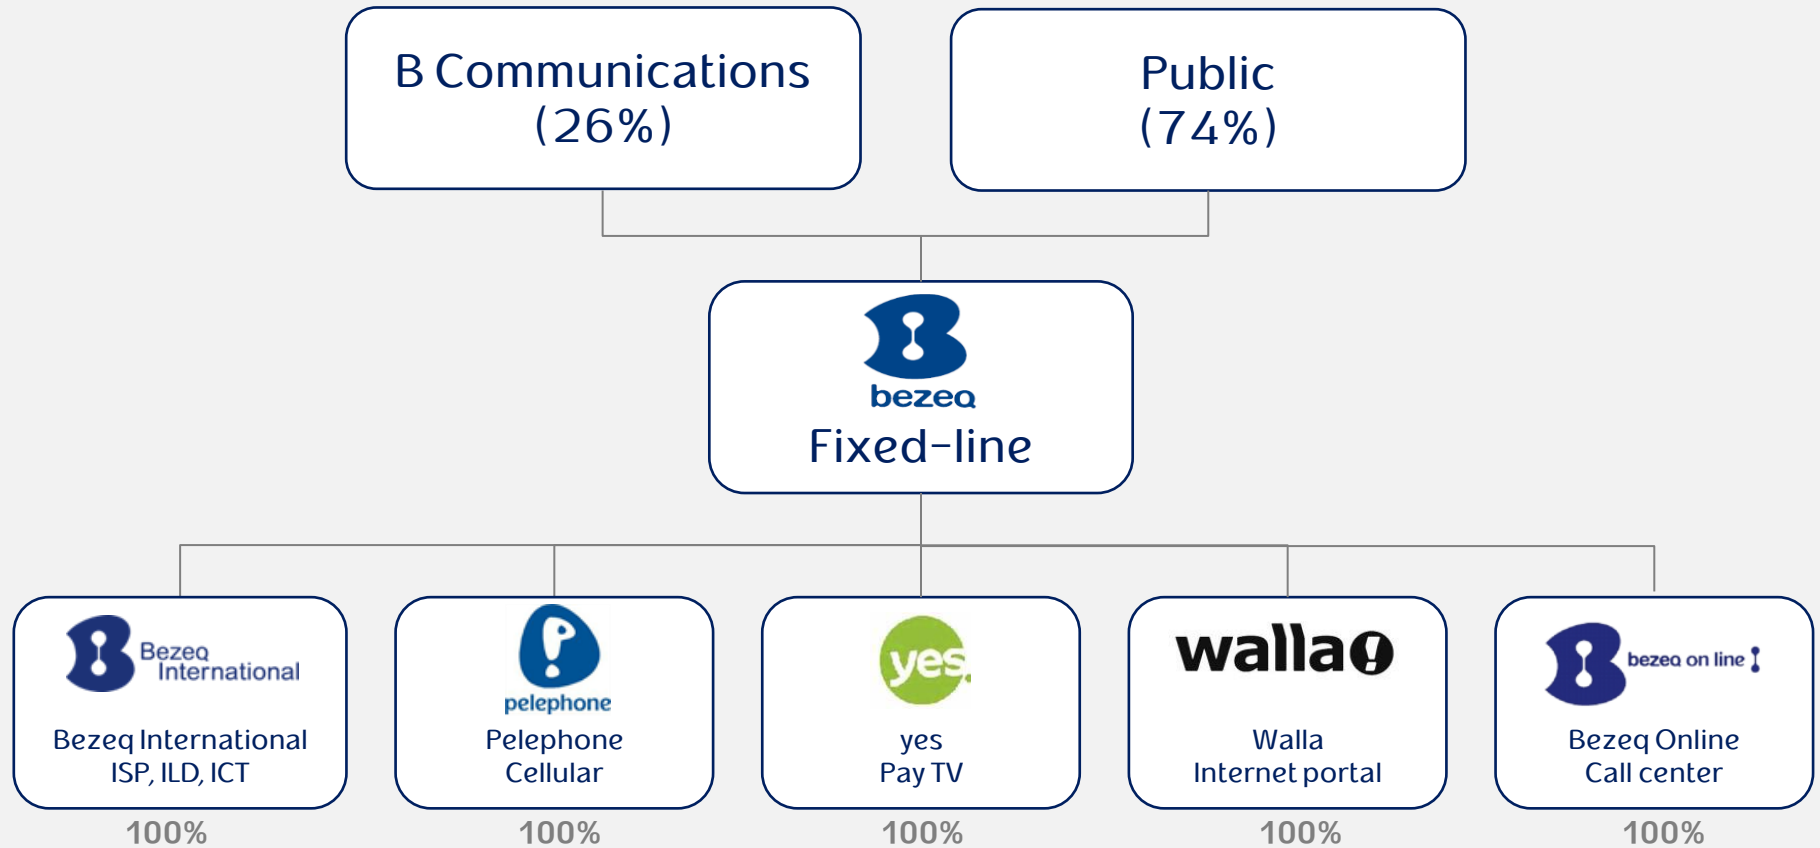 B Communications
(26%)
Public
(74%)
bezeq
Fixed-line
Bezeq
International
Bezeq International
ISP, ILD, ICT
100%
pelephone
Pelephone
Cellular
100%
yes
yes
Pay TV
100%
walla!
Walla
Internet portal
100%
bezeq on line
Bezeq Online
Call center
100%